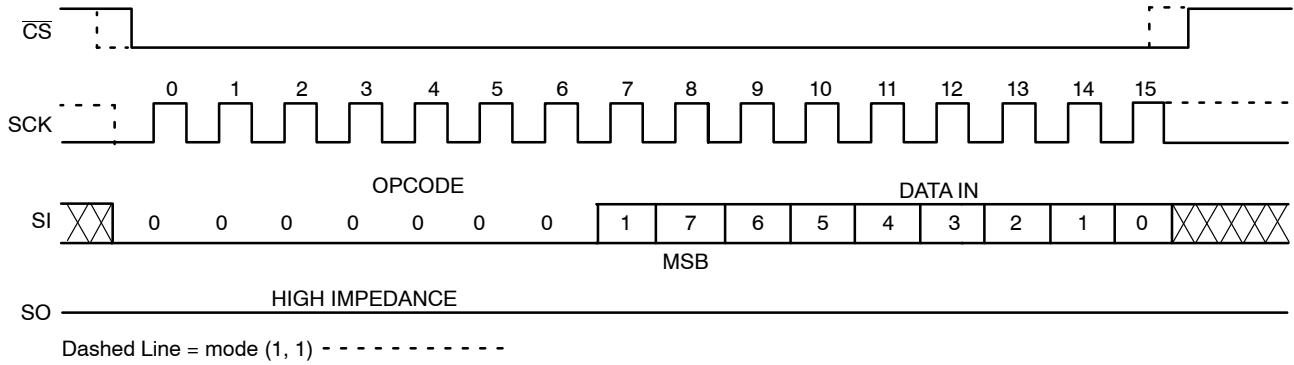 CS
0 1 2 3 4 5 6 7 8 9 10 11 12 13 14 15
SCK
OPCODE DATA IN
SI 0 0 0 0 0 0 0 1 7 6 5 4 3 2 1 0
MSB
HIGH IMPEDANCE
SO
Dashed Line = mode (1, 1)